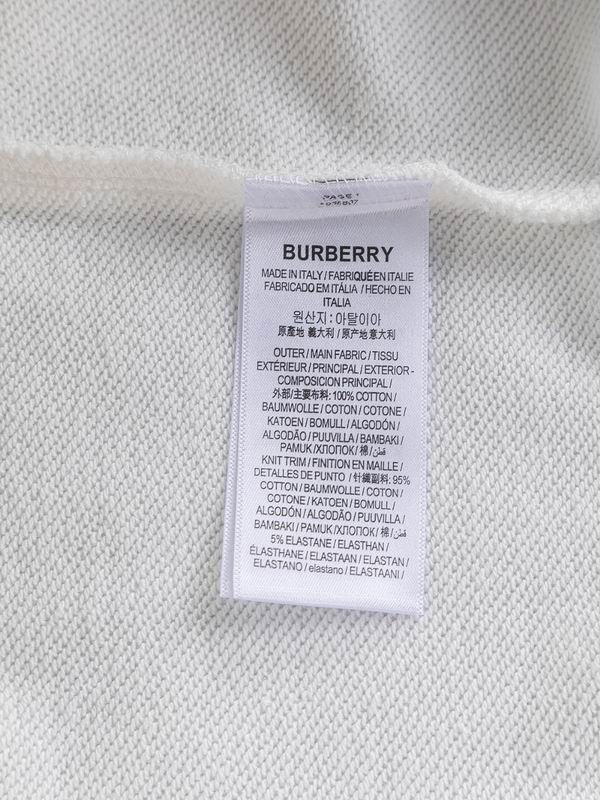 PAGE 1
BURBERRY
MADE IN ITALY / FABRIQUÉ EN ITALIE
FABRICADO EM ITÁLIA / HECHO EN
ITALIA
원산지 : 아탈이아
原產地 義大利 / 原产地 意大利
OUTER / MAIN FABRIC / TISSU
EXTÉRIEUR / PRINCIPAL / EXTERIOR -
COMPOSICIÓN PRINCIPAL /
外部/主要布料: 100% COTTON /
BAUMWOLLE / COTON / COTONE /
KATOEN / BOMULL / ALGODÓN /
ALGODÃO / PUUVILLA / BAMBAKI /
PAMUK / ХЛОПОК / 棉 / قطن /
KNIT TRIM / FINITION EN MAILLE /
DETALLES DE PUNTO / 針織副料: 95%
COTTON / BAUMWOLLE / COTON /
COTONE / KATOEN / BOMULL /
ALGODÓN / ALGODÃO / PUUVILLA /
BAMBAKI / PAMUK / ХЛОПОК / 棉 / قطن
5% ELASTANE / ELASTHAN /
ÉLASTHANE / ELASTAAN / ELASTAN /
ELASTANO / elastano / ELASTAANI /